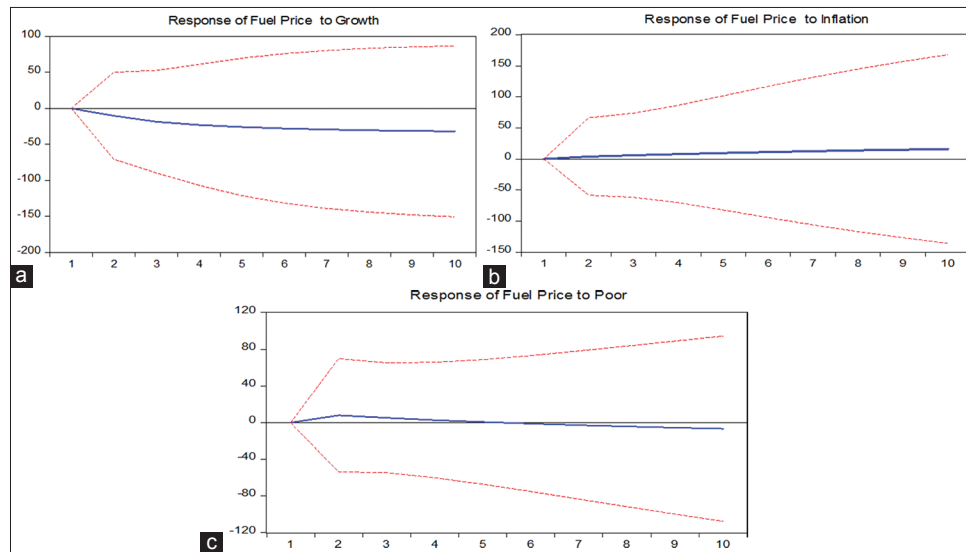 Response of Fuel Price to Growth
100
50
0
-50
-100
-150
-200
1 2 3 4 5 6 7 8 9 10
a
Response of Fuel Price to Inflation
200
150
100
50
0
-50
-100
-150
1 2 3 4 5 6 7 8 9 10
b
Response of Fuel Price to Poor
120
80
40
0
-40
-80
-120
1 2 3 4 5 6 7 8 9 10
c